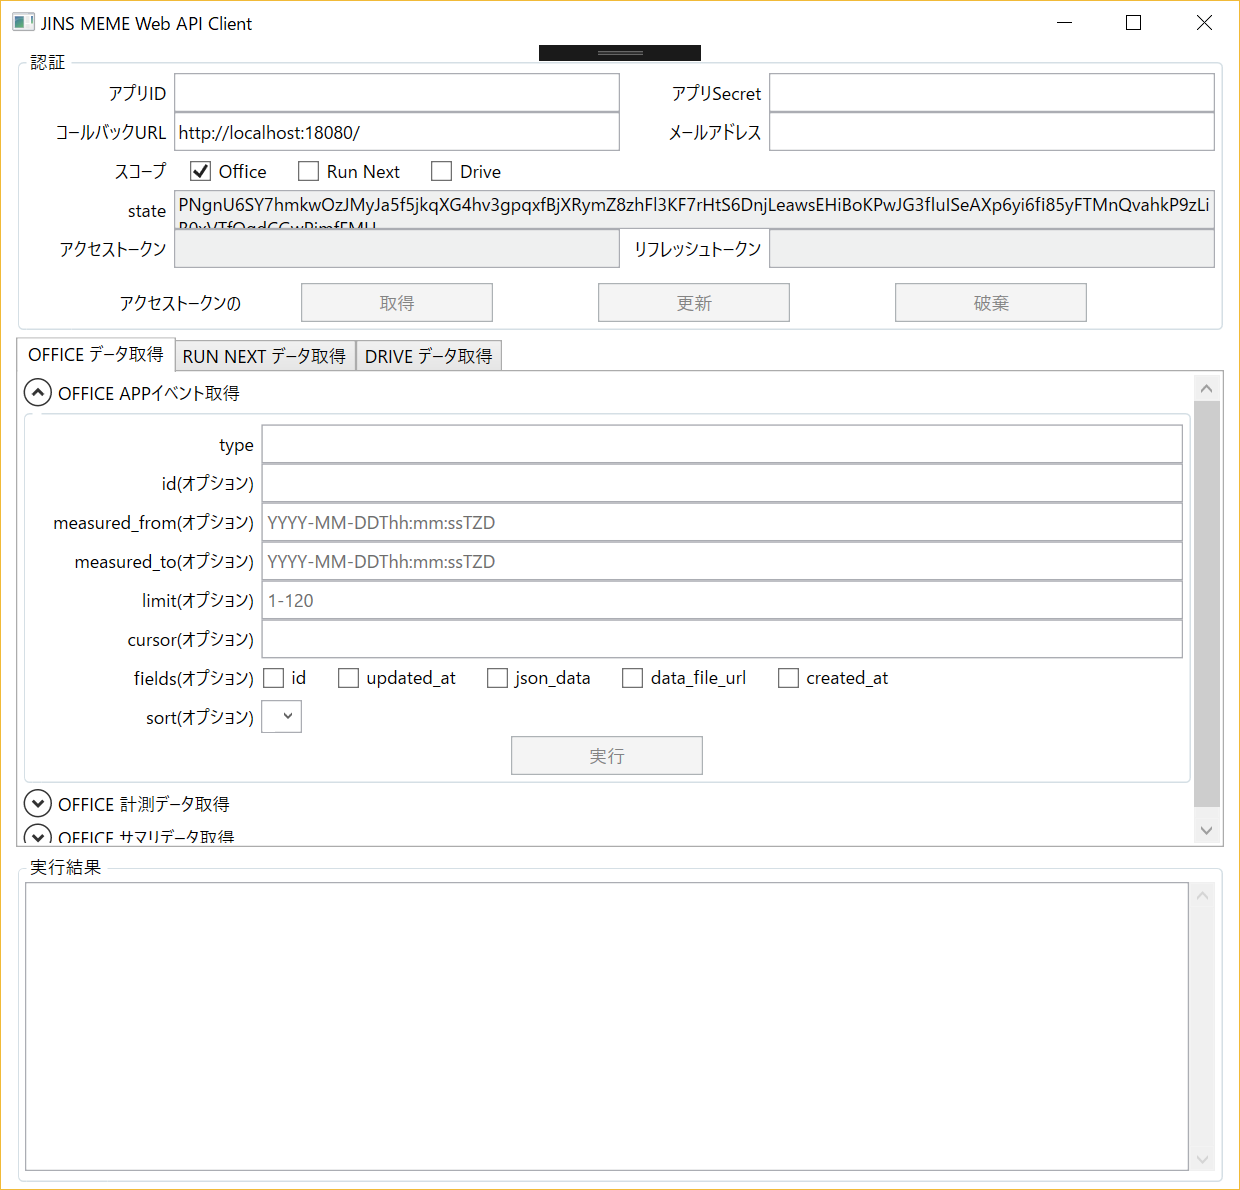 JINS MEME Web API Client
認証
アプリID
アプリSecret
コールバックURL http://localhost:18080/
メールアドレス
スコープ Office Run Next Drive
state PNgnU6SY7hmkwOzJMyJa5f5jkqXG4hv3gpqxfBjXRymZ8zhFl3KF7rHtS6DnjLeawsEHiBoKPwJG3fluISeAXp6yi6fi85yFTMnQvahkP9zLi
アクセストークン
リフレッシュトークン
アクセストークンの 取得 更新 破棄
OFFICE データ取得 RUN NEXT データ取得 DRIVE データ取得
OFFICE APPイベント取得
type
id(オプション)
measured_from(オプション) YYYY-MM-DDThh:mm:ssTZD
measured_to(オプション) YYYY-MM-DDThh:mm:ssTZD
limit(オプション) 1-120
cursor(オプション)
fields(オプション) id updated_at json_data data_file_url created_at
sort(オプション)
実行
OFFICE 計測データ取得
OFFICE サマリデータ取得
実行結果